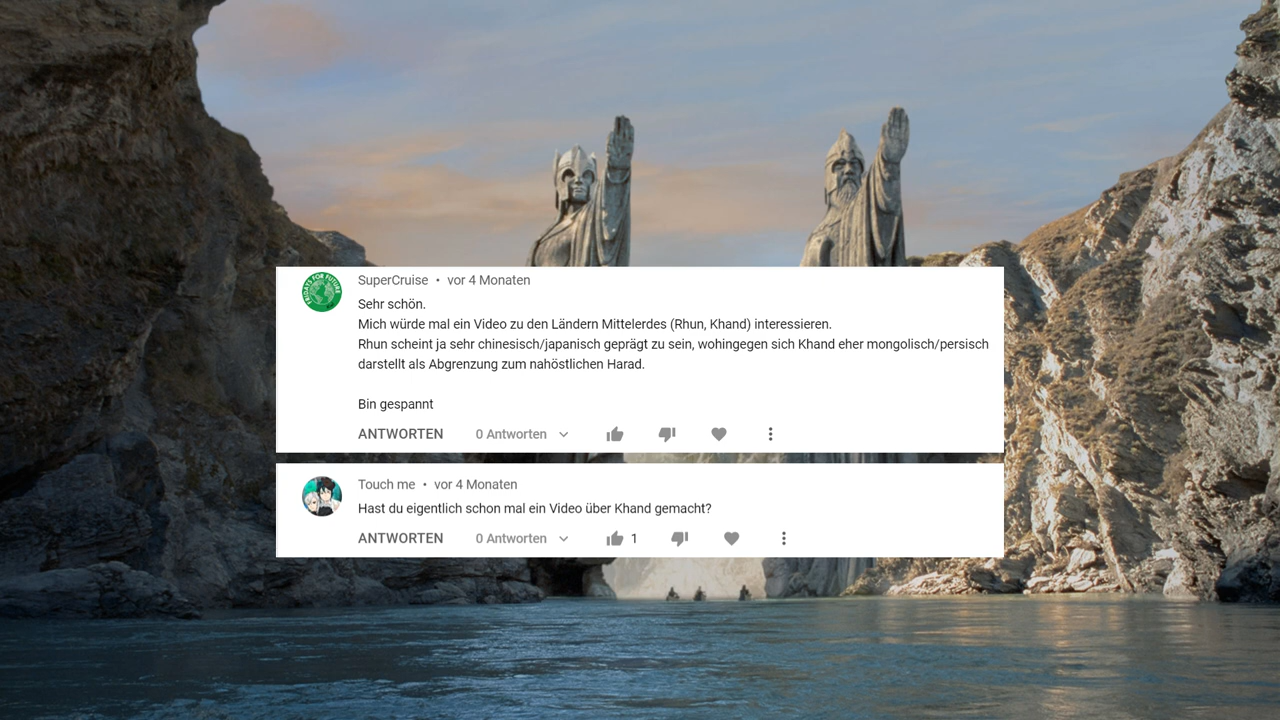 FRIDAYS FOR FUTURE
SuperCruise • vor 4 Monaten
Sehr schön.
Mich würde mal ein Video zu den Ländern Mittelerdes (Rhun, Khand) interessieren.
Rhun scheint ja sehr chinesisch/japanisch geprägt zu sein, wohingegen sich Khand eher mongolisch/persisch
darstellt als Abgrenzung zum nahöstlichen Harad.
Bin gespannt
ANTWORTEN 0 Antworten
Touch me • vor 4 Monaten
Hast du eigentlich schon mal ein Video über Khand gemacht?
ANTWORTEN 0 Antworten 1